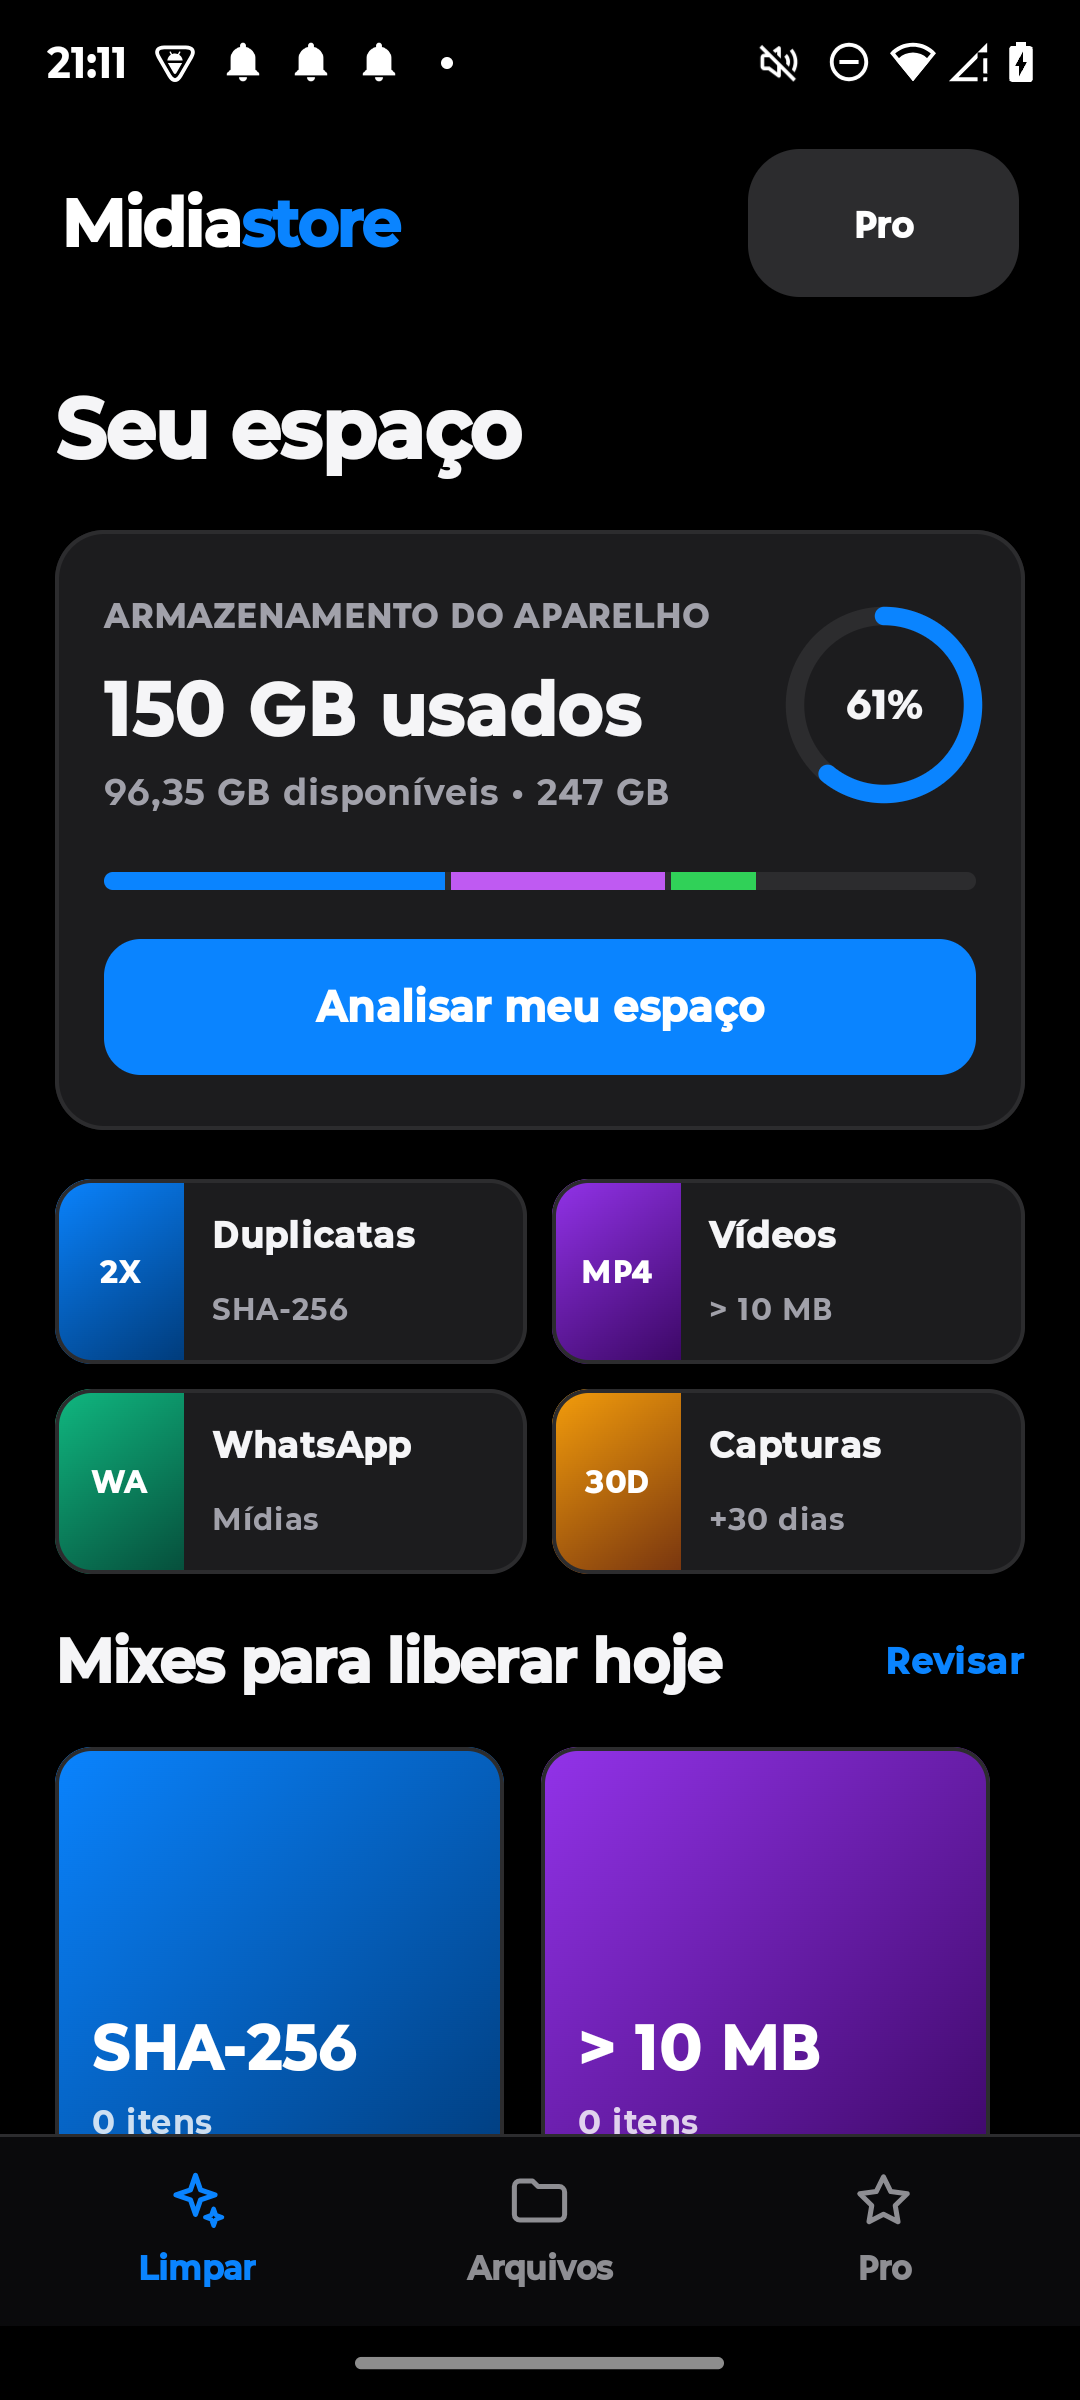 21:11
Midiastore
Pro
Seu espaço
ARMAZENAMENTO DO APARELHO
150 GB usados
96,35 GB disponíveis • 247 GB
61%
Analisar meu espaço
2X
Duplicatas
SHA-256
MP4
Vídeos
> 10 MB
WA
WhatsApp
Mídias
30D
Capturas
+30 dias
Mixes para liberar hoje
Revisar
SHA-256
0 itens
> 10 MB
0 itens
Limpar
Arquivos
Pro